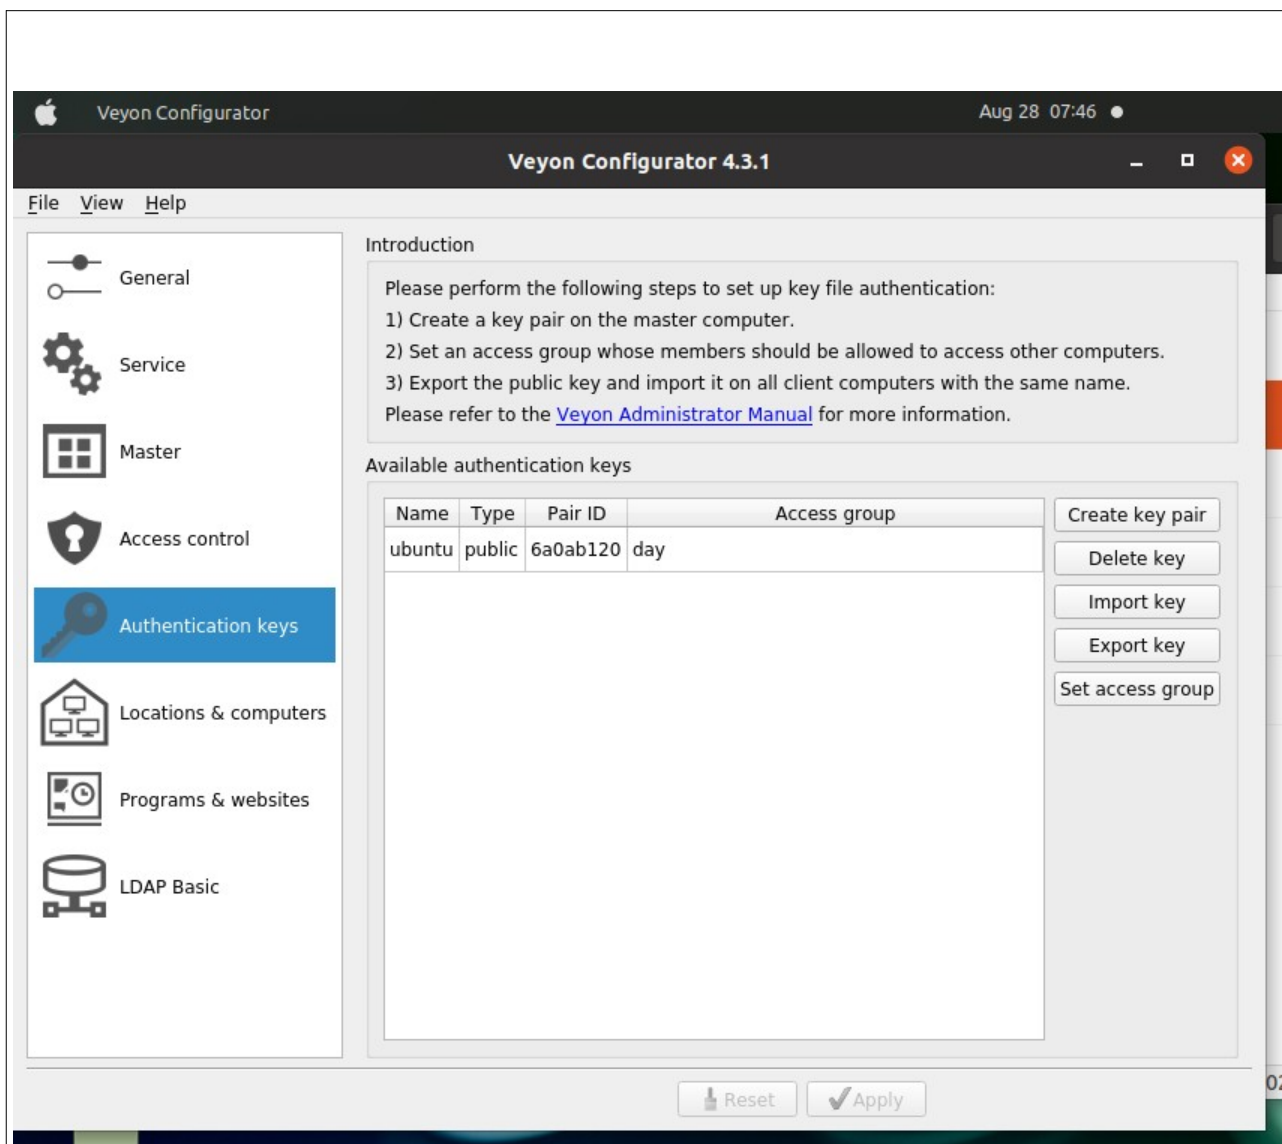 Veyon Configurator
Aug 28 07:46
Veyon Configurator 4.3.1
File View Help
General
Service
Master
Access control
Authentication keys
Locations & computers
Programs & websites
LDAP Basic
Introduction
Please perform the following steps to set up key file authentication:
1) Create a key pair on the master computer.
2) Set an access group whose members should be allowed to access other computers.
3) Export the public key and import it on all client computers with the same name.
Please refer to the Veyon Administrator Manual for more information.
Available authentication keys
Name Type Pair ID Access group
ubuntu public 6a0ab120 day
Create key pair
Delete key
Import key
Export key
Set access group
Reset Apply